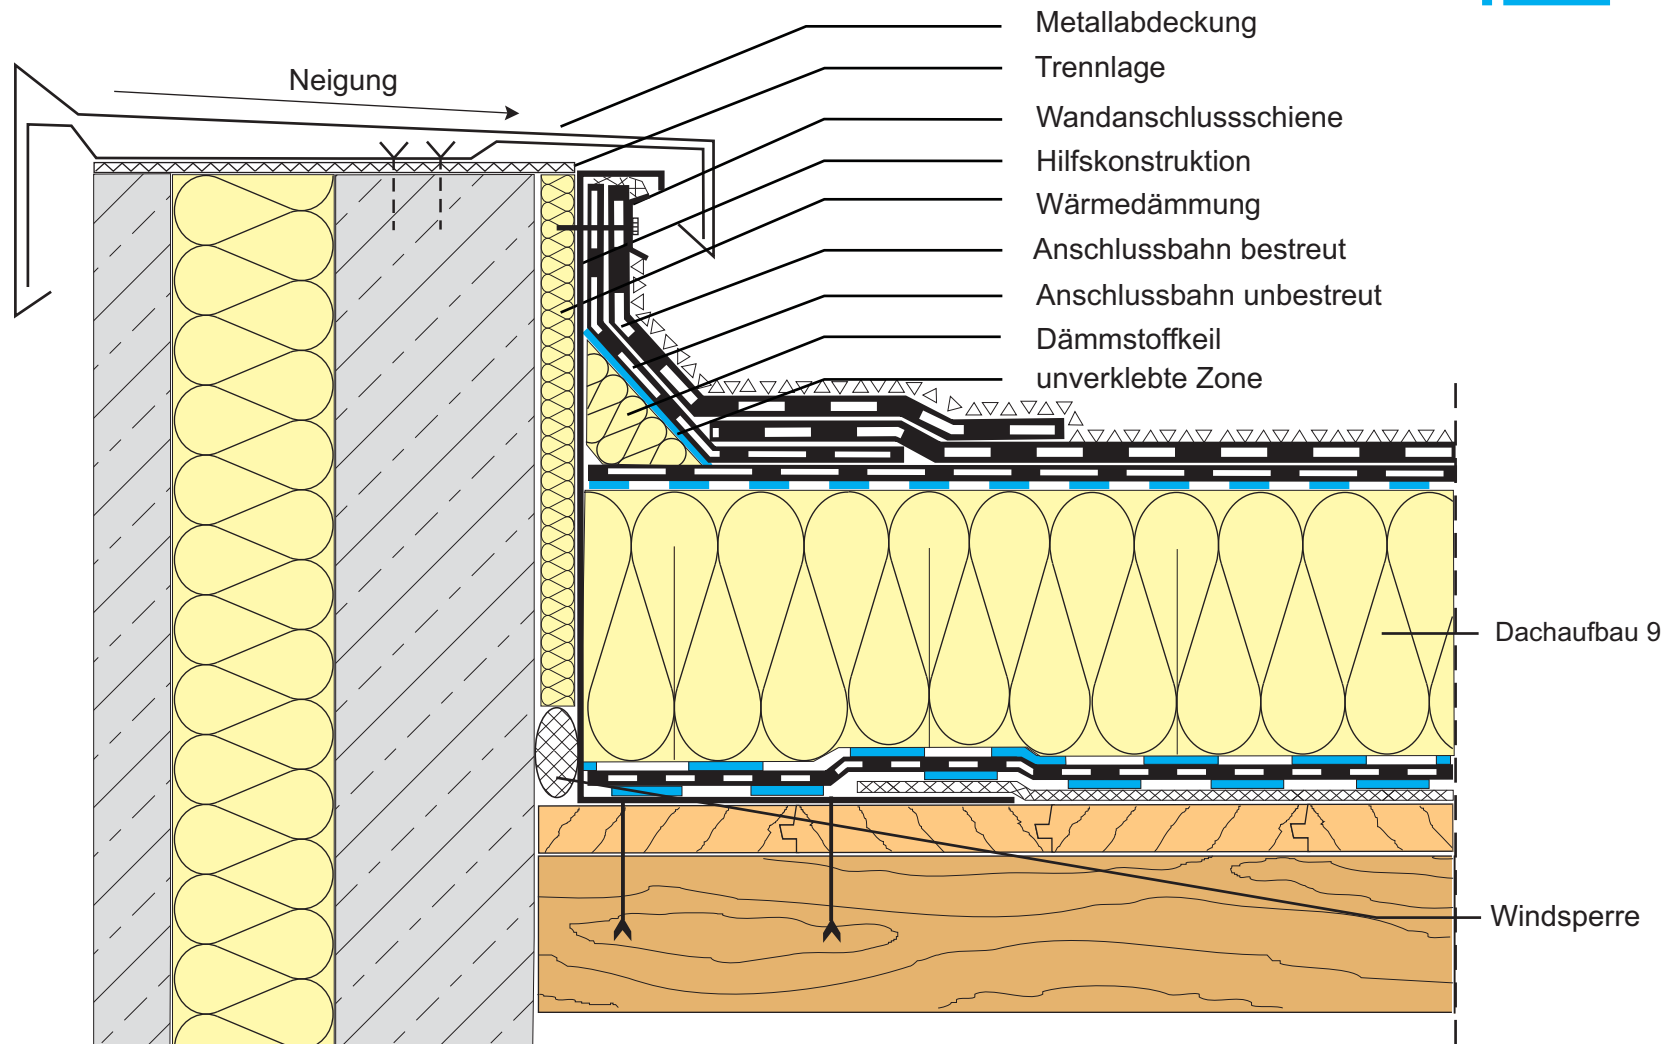 Metallabdeckung
Neigung
Trennlage
Wandanschlussschiene
Hilfskonstruktion
Wärmedämmung
Anschlussbahn bestreut
Anschlussbahn unbestreut
Dämmstoffkeil
unverklebte Zone
Dachaufbau 9
Windsperre